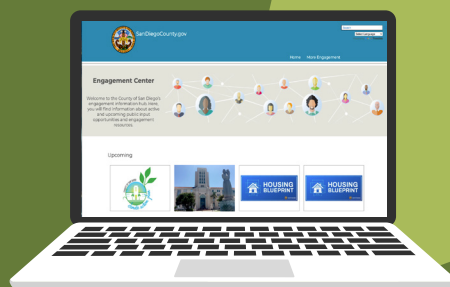 SanDiegoCounty.gov
Select Language
Home More Engagement
Engagement Center
Welcome to the County of San Diego's
engagement information hub. Here,
you will find information about active
and upcoming public input
opportunities and engagement
resources.
Upcoming
HOUSING
BLUEPRINT
HOUSING
BLUEPRINT